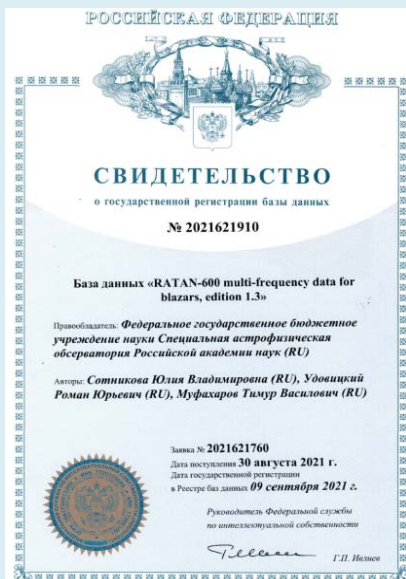 РОССИЙСКАЯ ФЕДЕРАЦИЯ
СВИДЕТЕЛЬСТВО
о государственной регистрации базы данных
№ 2021621910
База данных «RATAN-600 multi-frequency data for
blazars, edition 1.3»
Правообладатель: Федеральное государственное бюджетное
учреждение науки Специальная астрофизическая
обсерватория Российской академии наук (RU)
Авторы: Сотникова Юлия Владимировна (RU), Удовицкий
Роман Юрьевич (RU), Муфахаров Тимур Василович (RU)
Заявка № 2021621760
Дата поступления 30 августа 2021 г.
Дата государственной регистрации
в Реестре баз данных 09 сентября 2021 г.
Руководитель Федеральной службы
по интеллектуальной собственности
Г.П. Ивлиев